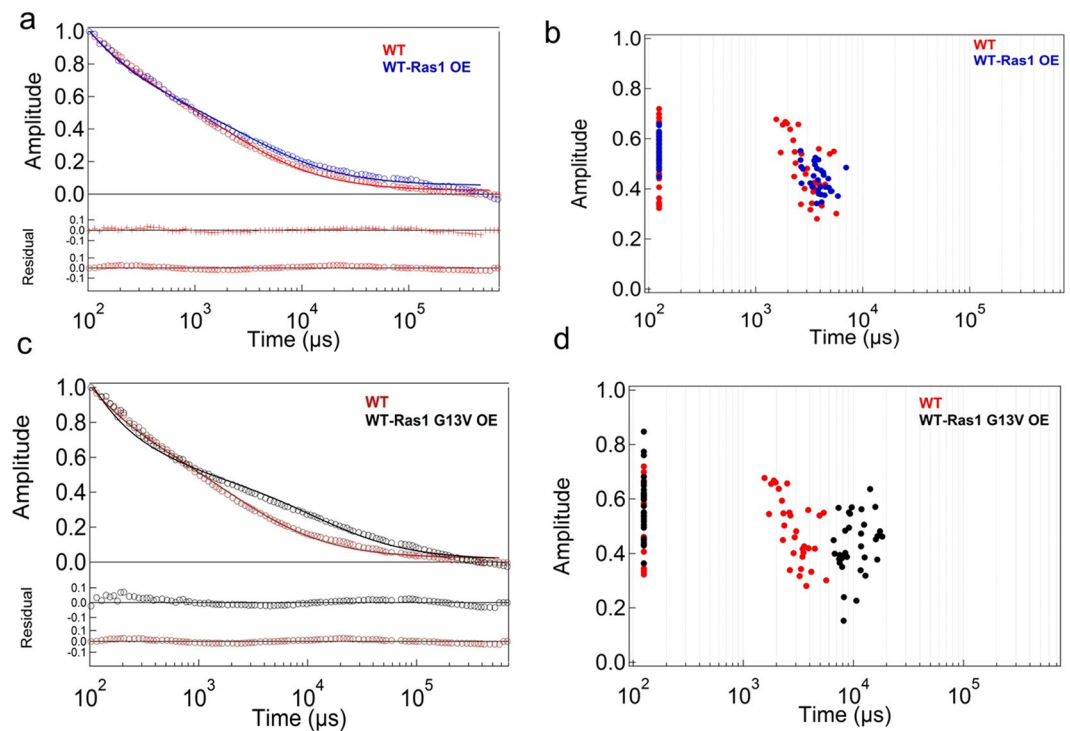 a
WT
WT-Ras1 OE
Amplitude
1.0
0.8
0.6
0.4
0.2
0.0
Residual
0.1
0.0
-0.1
0.1
0.0
-0.1
10² 10³ 10⁴ 10⁵
Time (µs)
b
WT
WT-Ras1 OE
Amplitude
1.0
0.8
0.6
0.4
0.2
0.0
10² 10³ 10⁴ 10⁵
Time (µs)
c
WT
WT-Ras1 G13V OE
Amplitude
1.0
0.8
0.6
0.4
0.2
0.0
Residual
0.1
0.0
-0.1
0.1
0.0
-0.1
10² 10³ 10⁴ 10⁵
Time (µs)
d
WT
WT-Ras1 G13V OE
Amplitude
1.0
0.8
0.6
0.4
0.2
0.0
10² 10³ 10⁴ 10⁵
Time (µs)